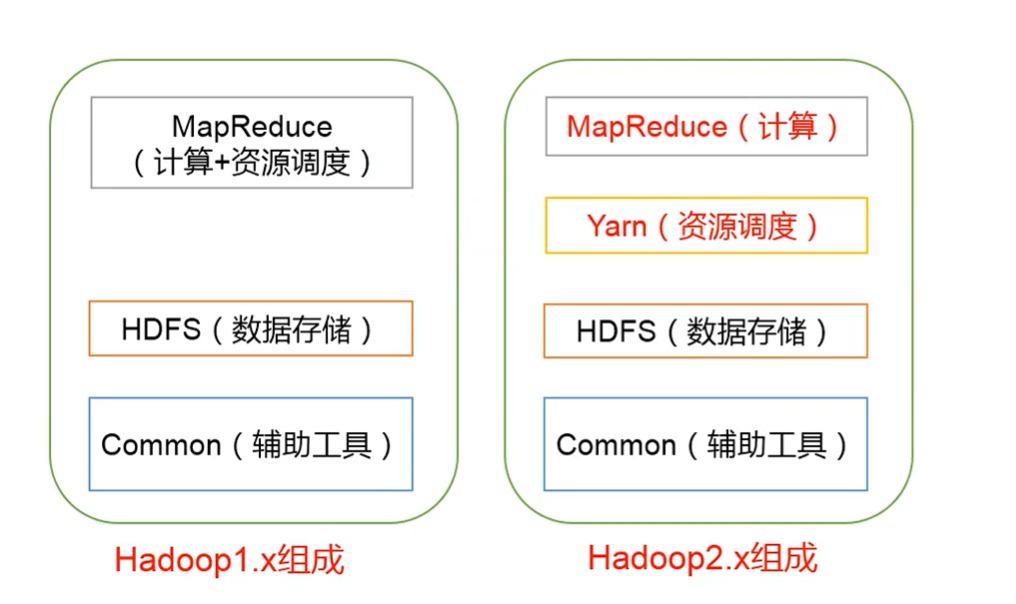 MapReduce
（计算+资源调度）
HDFS（数据存储）
Common（辅助工具）
Hadoop1.x组成
MapReduce（计算）
Yarn（资源调度）
HDFS（数据存储）
Common（辅助工具）
Hadoop2.x组成